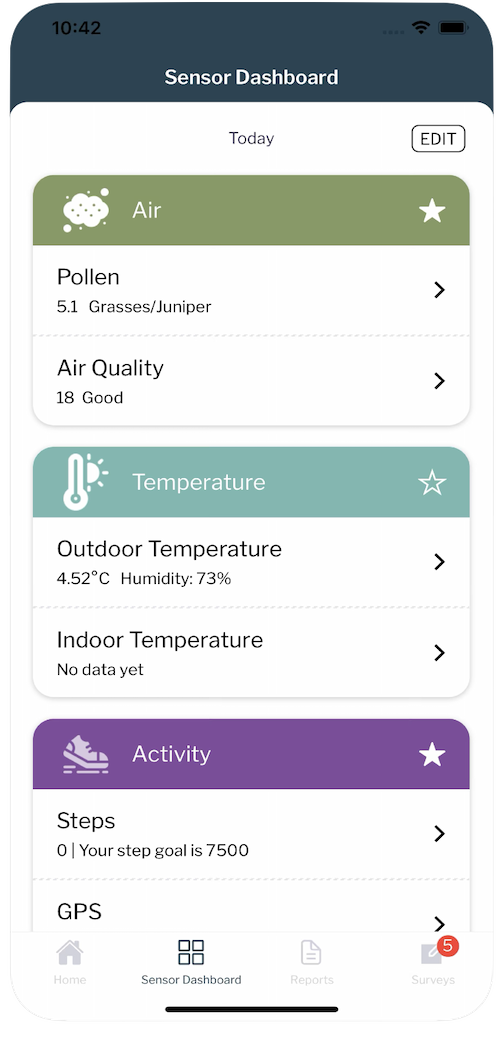 10:42
Sensor Dashboard
Today
EDIT
Air
Pollen
5.1 Grasses/Juniper
Air Quality
18 Good
Temperature
Outdoor Temperature
4.52°C Humidity: 73%
Indoor Temperature
No data yet
Activity
Steps
0 | Your step goal is 7500
GPS
5
Home
Sensor Dashboard
Reports
Surveys